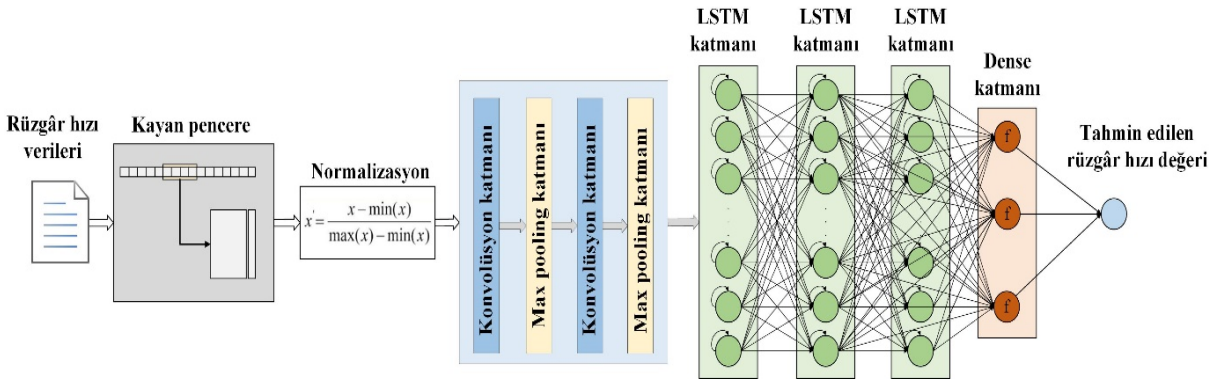 Rüzgâr hızı
verileri
Kayan pencere
Normalizasyon
x' = x − min(x) / max(x) − min(x)
Konvolüsyon katmanı
Max pooling katmanı
Konvolüsyon katmanı
Max pooling katmanı
LSTM
katmanı
LSTM
katmanı
LSTM
katmanı
Dense
katmanı
f
f
f
Tahmin edilen
rüzgâr hızı değeri